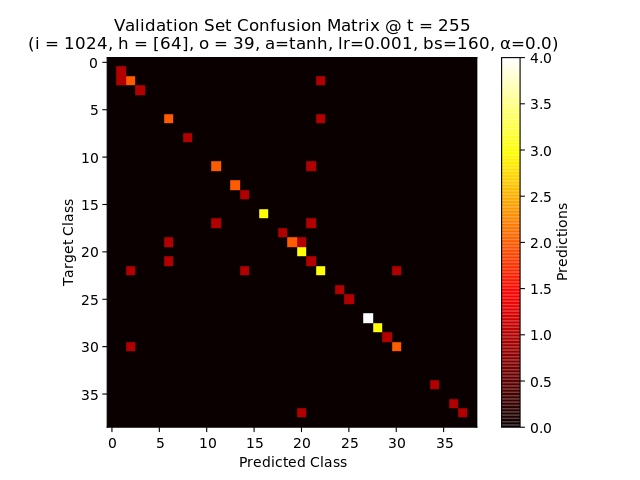 Validation Set Confusion Matrix @ t = 255
(i = 1024, h = [64], o = 39, a=tanh, lr=0.001, bs=160, α=0.0)
0
5
10
15
20
25
30
35
Target Class
0 5 10 15 20 25 30 35
Predicted Class
4.0
3.5
3.0
2.5
2.0
1.5
1.0
0.5
0.0
Predictions